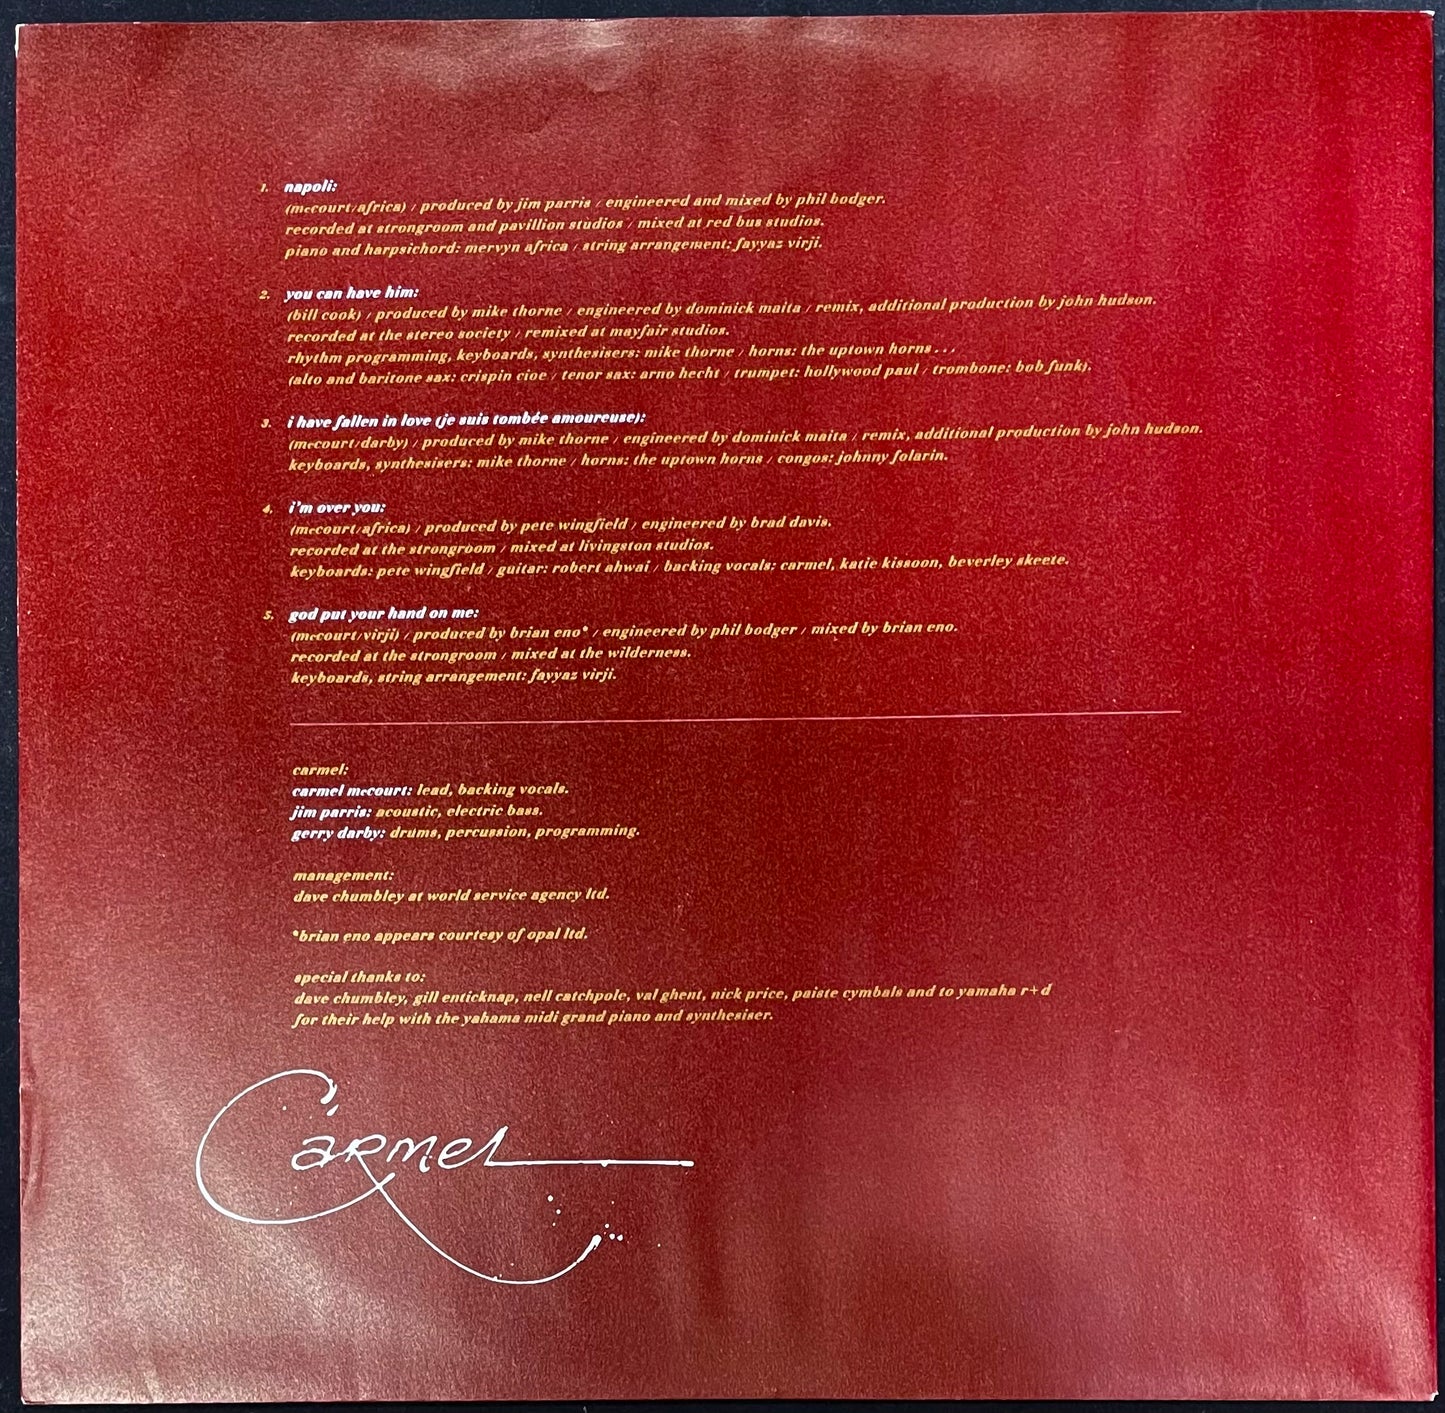 1. napoli:
(mccourt/africa) / produced by jim parris / engineered and mixed by phil bodger.
recorded at strongroom and pavillion studios / mixed at red bus studios.
piano and harpsichord: mervyn africa / string arrangement: fayyaz virji.
2. you can have him:
(bill cook) / produced by mike thorne / engineered by dominick maita / remix, additional production by john hudson.
recorded at the stereo society / remixed at mayfair studios.
rhythm programming, keyboards, synthesisers: mike thorne / horns: the uptown horns . . .
(alto and baritone sax: crispin cioe / tenor sax: arno hecht / trumpet: hollywood paul / trombone: bob funk).
3. i have fallen in love (je suis tombée amoureuse):
(mccourt/darby) / produced by mike thorne / engineered by dominick maita / remix, additional production by john hudson.
keyboards, synthesisers: mike thorne / horns: the uptown horns / congos: johnny folarin.
4. i'm over you:
(mccourt/africa) / produced by pete wingfield / engineered by brad davis.
recorded at the strongroom / mixed at livingston studios.
keyboards: pete wingfield / guitar: robert ahwai / backing vocals: carmel, katie kissoon, beverley skeete.
5. god put your hand on me:
(mccourt/virji) / produced by brian eno* / engineered by phil bodger / mixed by brian eno.
recorded at the strongroom / mixed at the wilderness.
keyboards, string arrangement: fayyaz virji.
carmel:
carmel mccourt: lead, backing vocals.
jim parris: acoustic, electric bass.
gerry darby: drums, percussion, programming.
management:
dave chumbley at world service agency ltd.
*brian eno appears courtesy of opal ltd.
special thanks to:
dave chumbley, gill enticknap, nell catchpole, val ghent, nick price, paiste cymbals and to yamaha r+d
for their help with the yahama midi grand piano and synthesiser.
Carmel